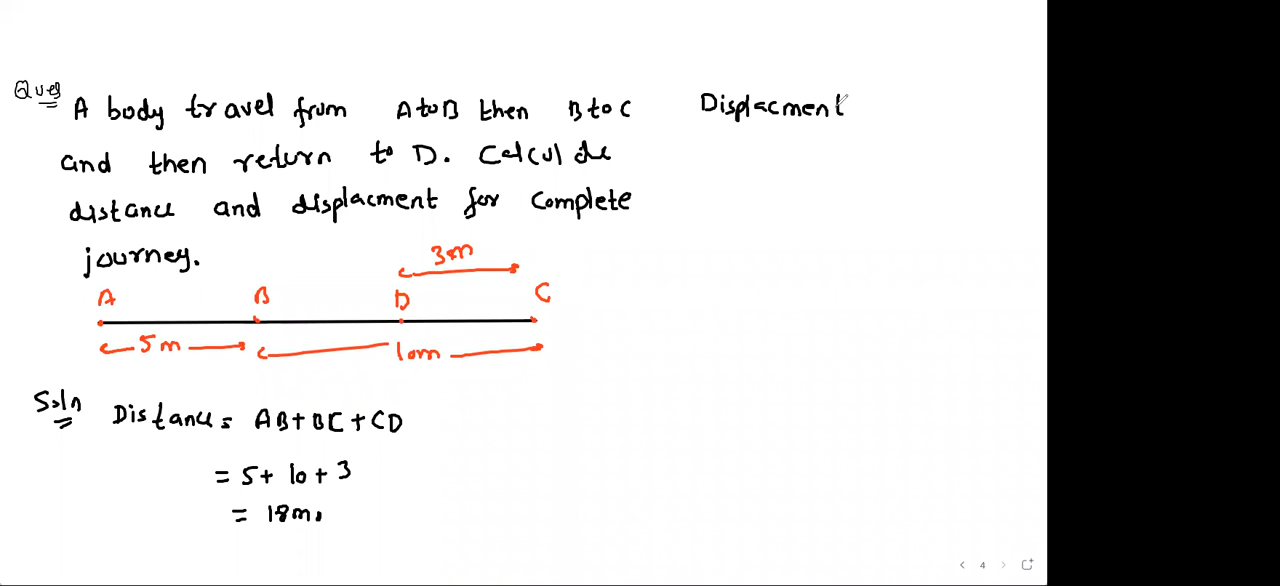 Ques A body travel from A to B then B to C
and then return to D. Calculate
distance and displacment for complete
journey.
3m
A B D C
5m 10m
Soln Distance = AB + BC + CD
= 5 + 10 + 3
= 18m.
Displacment
4